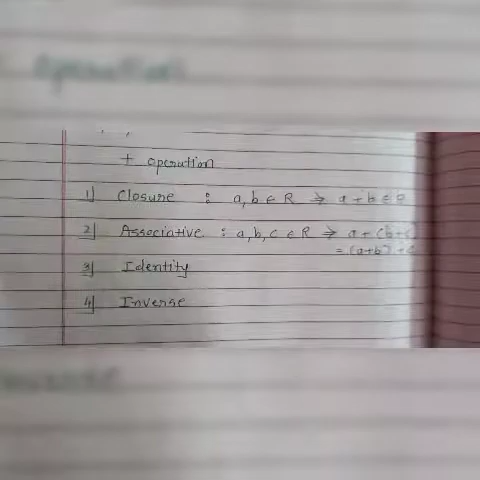 + operation
1) Closure : a, b ∈ R ⇒ a + b ∈ R
2) Associative : a, b, c ∈ R ⇒ a + (b + c)
= (a + b) + c
3) Identity
4) Inverse